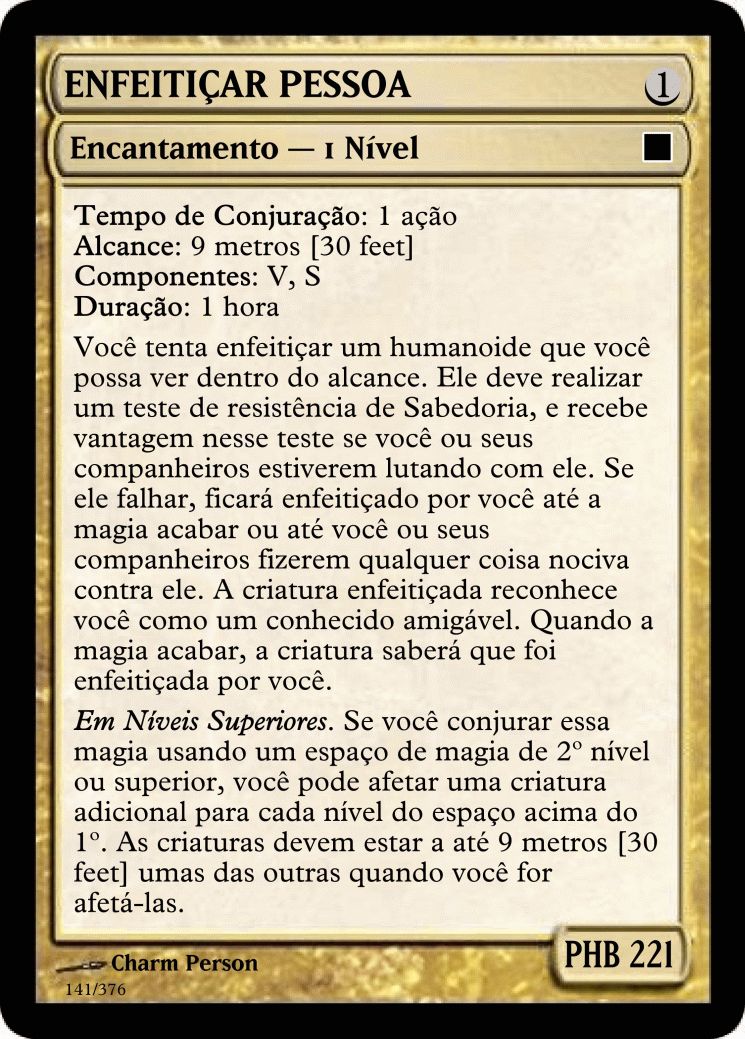 ENFEITIÇAR PESSOA 1
Encantamento — 1 Nível
Tempo de Conjuração: 1 ação
Alcance: 9 metros [30 feet]
Componentes: V, S
Duração: 1 hora
Você tenta enfeitiçar um humanoide que você
possa ver dentro do alcance. Ele deve realizar
um teste de resistência de Sabedoria, e recebe
vantagem nesse teste se você ou seus
companheiros estiverem lutando com ele. Se
ele falhar, ficará enfeitiçado por você até a
magia acabar ou até você ou seus
companheiros fizerem qualquer coisa nociva
contra ele. A criatura enfeitiçada reconhece
você como um conhecido amigável. Quando a
magia acabar, a criatura saberá que foi
enfeitiçada por você.
Em Níveis Superiores. Se você conjurar essa
magia usando um espaço de magia de 2º nível
ou superior, você pode afetar uma criatura
adicional para cada nível do espaço acima do
1º. As criaturas devem estar a até 9 metros [30
feet] umas das outras quando você for
afetá-las.
PHB 221
Charm Person
141/376